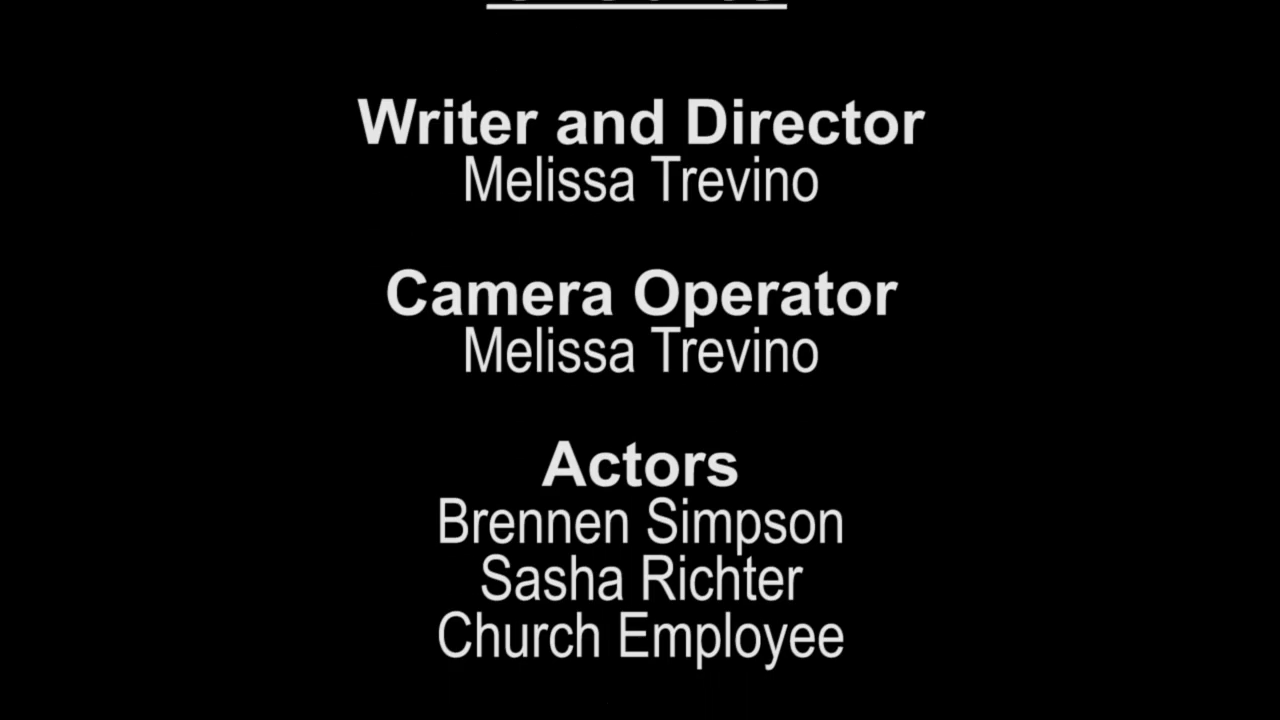 Writer and Director
Melissa Trevino
Camera Operator
Melissa Trevino
Actors
Brennen Simpson
Sasha Richter
Church Employee